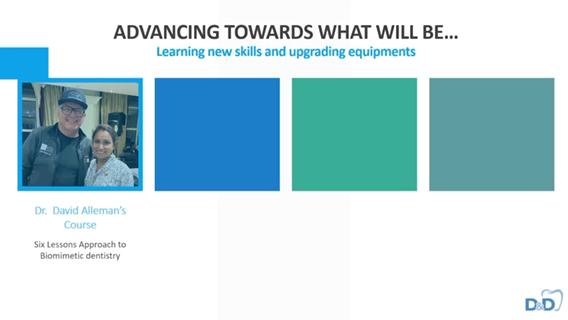 ADVANCING TOWARDS WHAT WILL BE...
Learning new skills and upgrading equipments
Dr. David Alleman's
Course
Six Lessons Approach to
Biomimetic dentistry
D&D